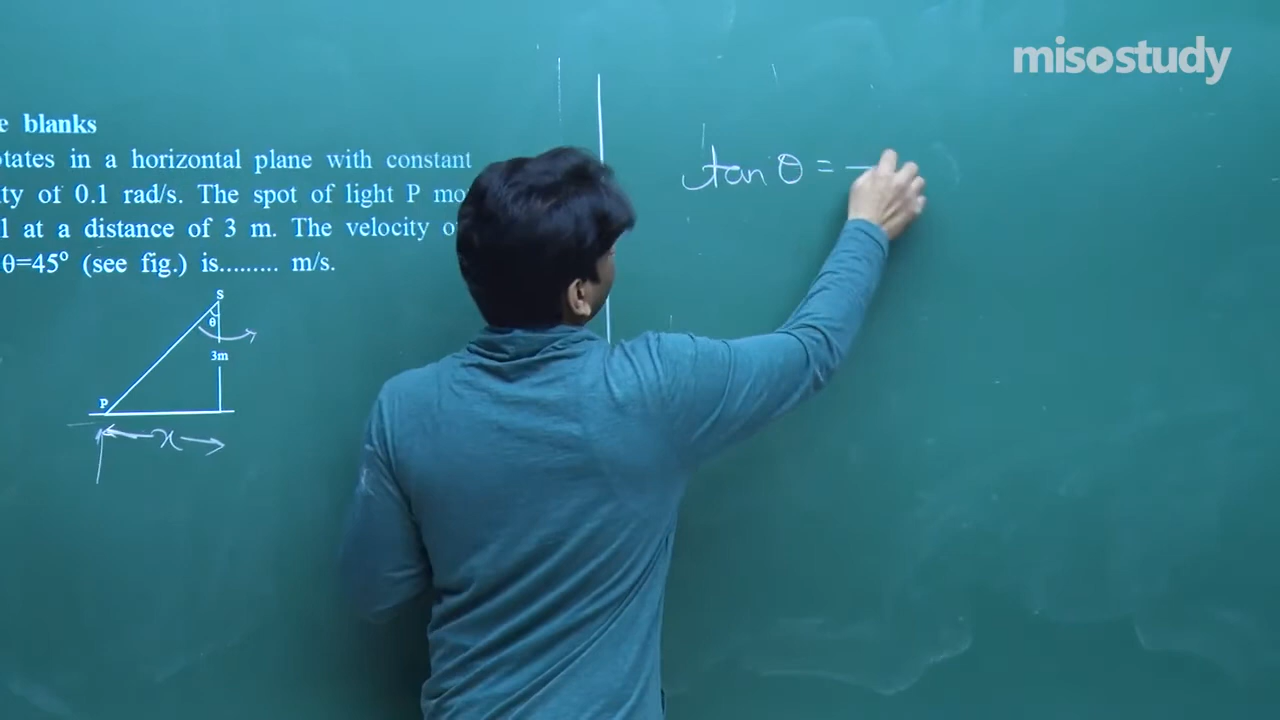 misostudy
e blanks
tates in a horizontal plane with constant
ty of 0.1 rad/s. The spot of light P mo
l at a distance of 3 m. The velocity o
θ=45° (see fig.) is......... m/s.
S
θ
3m
P
x
tan θ =